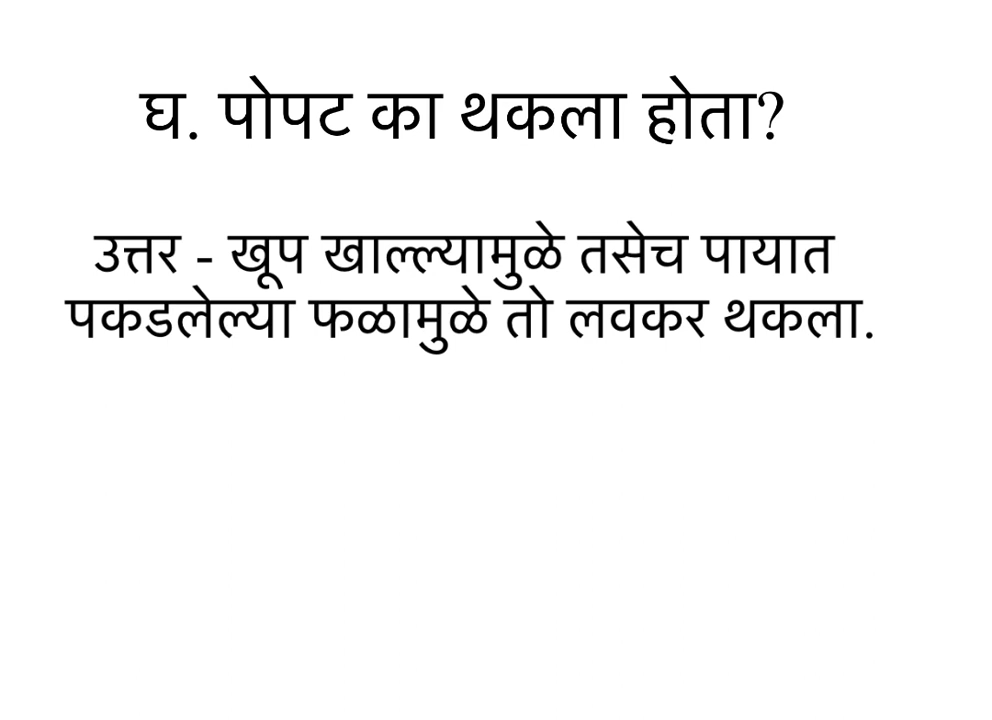 घ. पोपट का थकला होता?
उत्तर - खूप खाल्ल्यामुळे तसेच पायात
पकडलेल्या फळामुळे तो लवकर थकला.